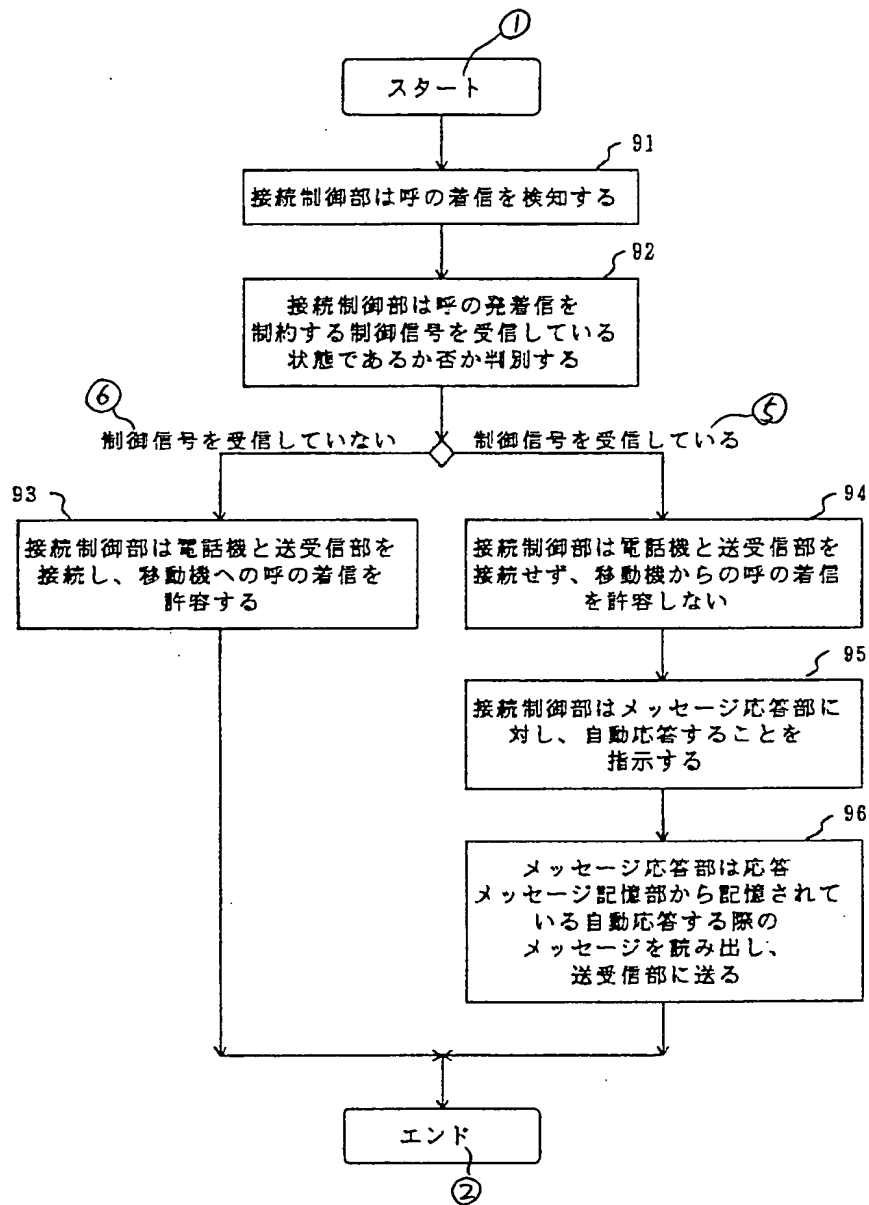 ①
スタート
91
接続制御部は呼の着信を検知する
92
接続制御部は呼の発着信を
制約する制御信号を受信している
状態であるか否か判別する
⑥
制御信号を受信していない
⑤
制御信号を受信している
93
接続制御部は電話機と送受信部を
接続し、移動機への呼の着信を
許容する
94
接続制御部は電話機と送受信部を
接続せず、移動機からの呼の着信
を許容しない
95
接続制御部はメッセージ応答部に
対し、自動応答することを
指示する
96
メッセージ応答部は応答
メッセージ記憶部から記憶されて
いる自動応答する際の
メッセージを読み出し、
送受信部に送る
エンド
②